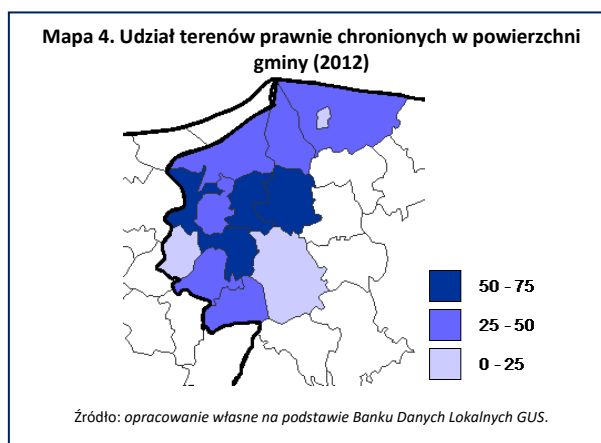 Mapa 4. Udział terenów prawnie chronionych w powierzchni
gminy (2012)
50 - 75
25 - 50
0 - 25
Źródło: opracowanie własne na podstawie Banku Danych Lokalnych GUS.